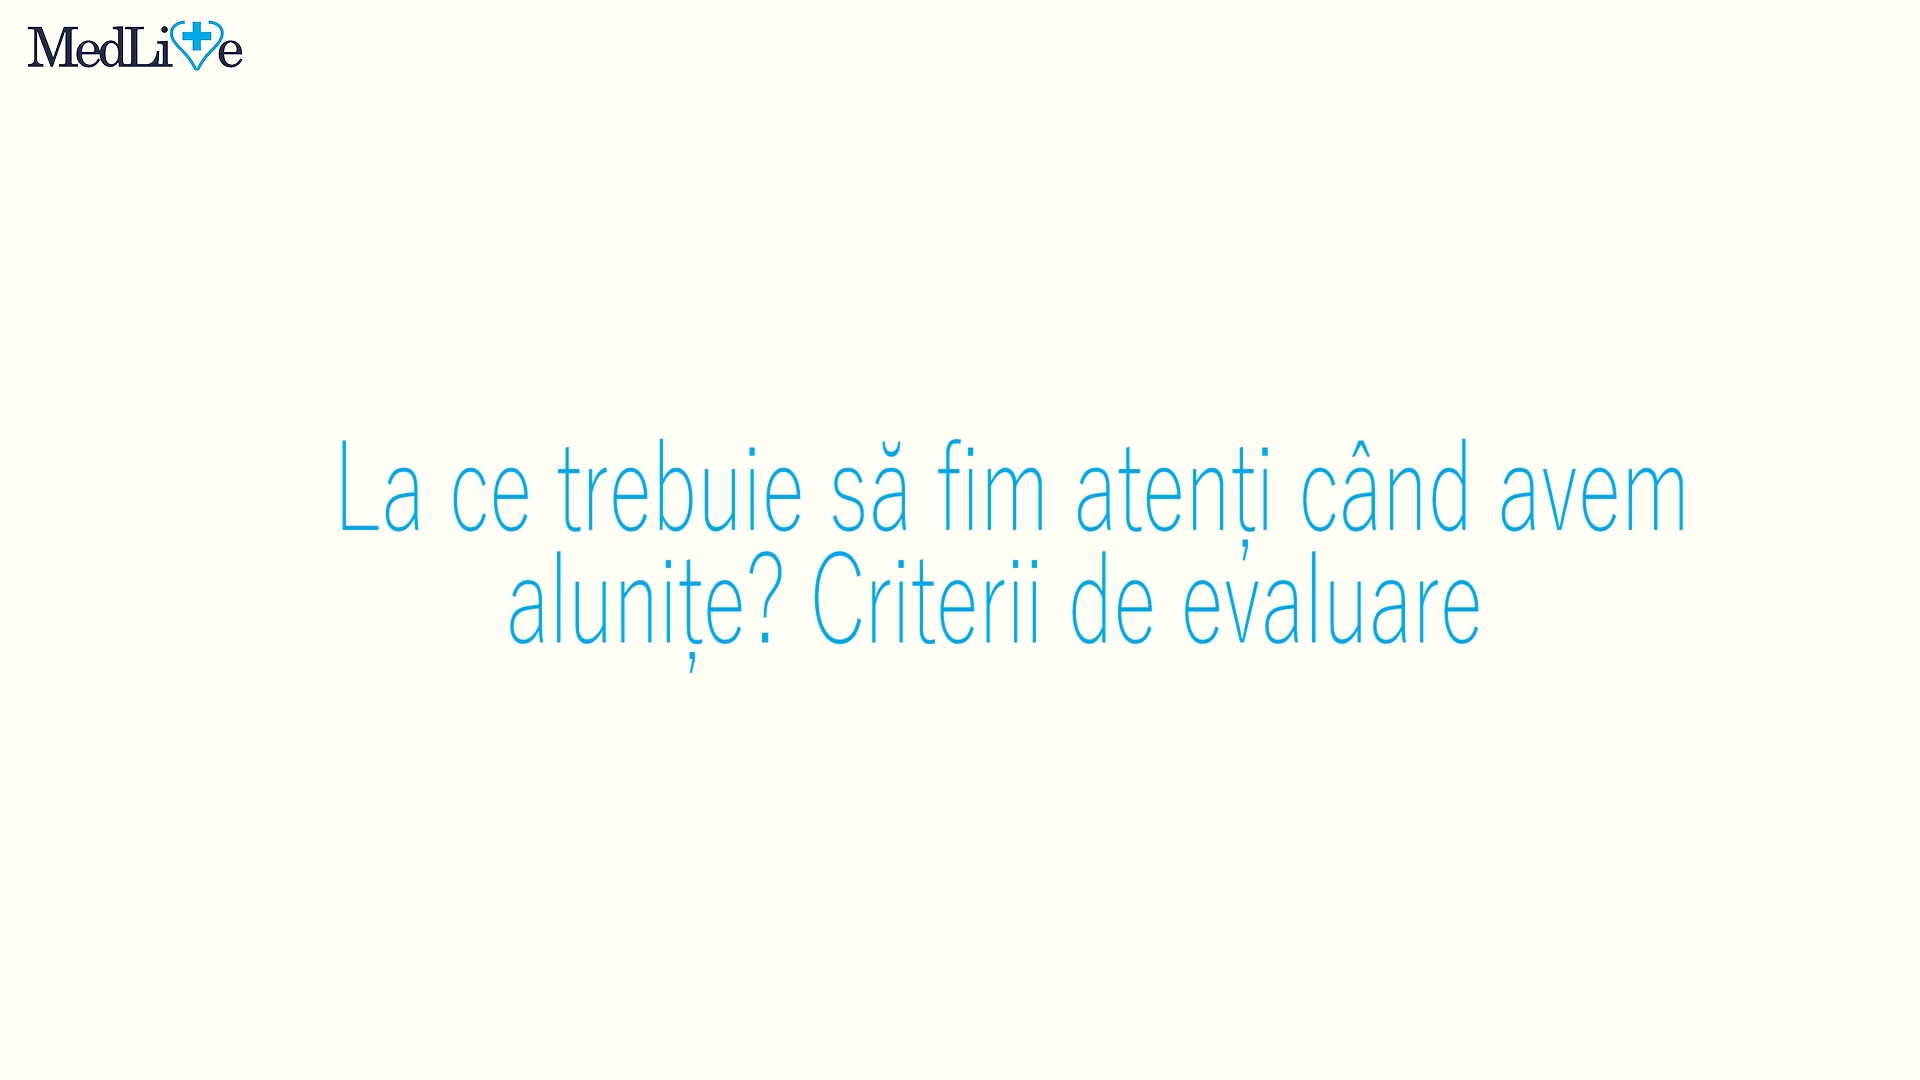 MedLive
La ce trebuie să fim atenți când avem
alunițe? Criterii de evaluare